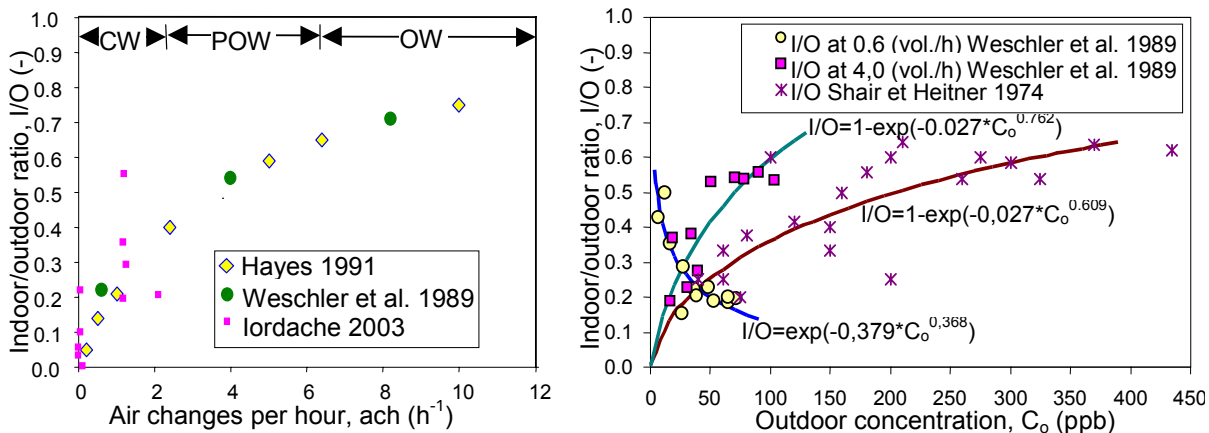 Indoor/outdoor ratio, I/O (-)
1.0
0.9
0.8
0.7
0.6
0.5
0.4
0.3
0.2
0.1
0.0
CW
POW
OW
Hayes 1991
Weschler et al. 1989
Iordache 2003
0
2
4
6
8
10
12
Air changes per hour, ach (h⁻¹)
Indoor/outdoor ratio, I/O (-)
1.0
0.9
0.8
0.7
0.6
0.5
0.4
0.3
0.2
0.1
0.0
I/O at 0,6 (vol./h) Weschler et al. 1989
I/O at 4,0 (vol./h) Weschler et al. 1989
I/O Shair et Heitner 1974
I/O=1-exp(-0.027*Cₒ^0.762)
I/O=1-exp(-0,027*Cₒ^0.609)
I/O=exp(-0,379*Cₒ^0,368)
0
50
100
150
200
250
300
350
400
450
Outdoor concentration, Cₒ (ppb)